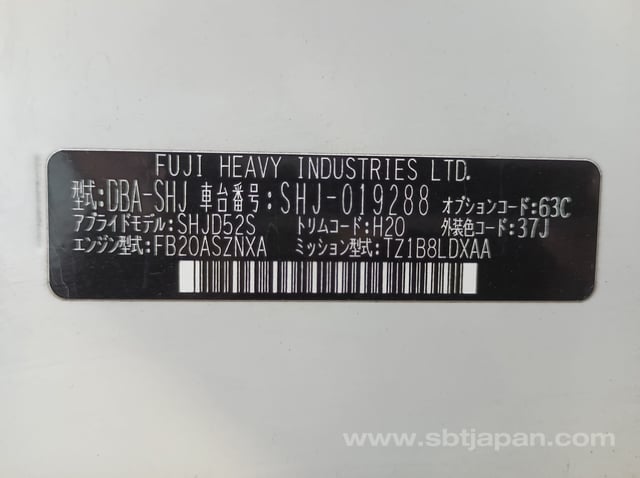 FUJI HEAVY INDUSTRIES LTD.
型式:DBA-SHJ 車台番号:SHJ-019288 オプションコード:63C
アプライドモデル:SHJD52S トリムコード:H20 外装色コード:37J
エンジン型式:FB20ASZNXA ミッション型式:TZ1B8LDXAA
www.sbtjapan.com/